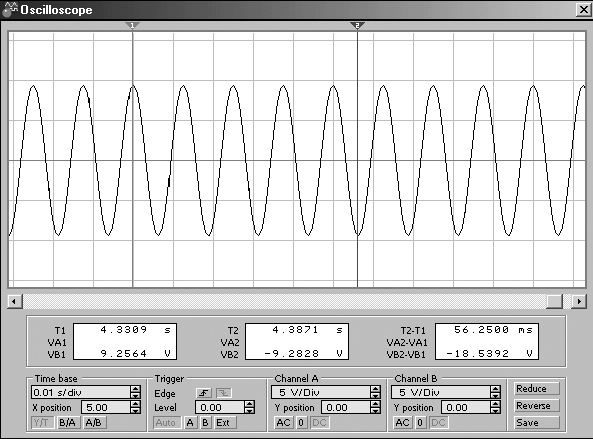 Oscilloscope
1 2
T1 4.3309 s T2 4.3871 s T2-T1 56.2500 ms
VA1 VA2 VA2-VA1
VB1 9.2564 V VB2 -9.2828 V VB2-VB1 -18.5392 V
Time base Trigger Channel A Channel B
0.01 s/div Edge 5 V/Div 5 V/Div Reduce
X position 5.00 Level 0.00 Y position 0.00 Y position 0.00 Reverse
Y/T B/A A/B Auto A B Ext AC 0 DC AC 0 DC Save